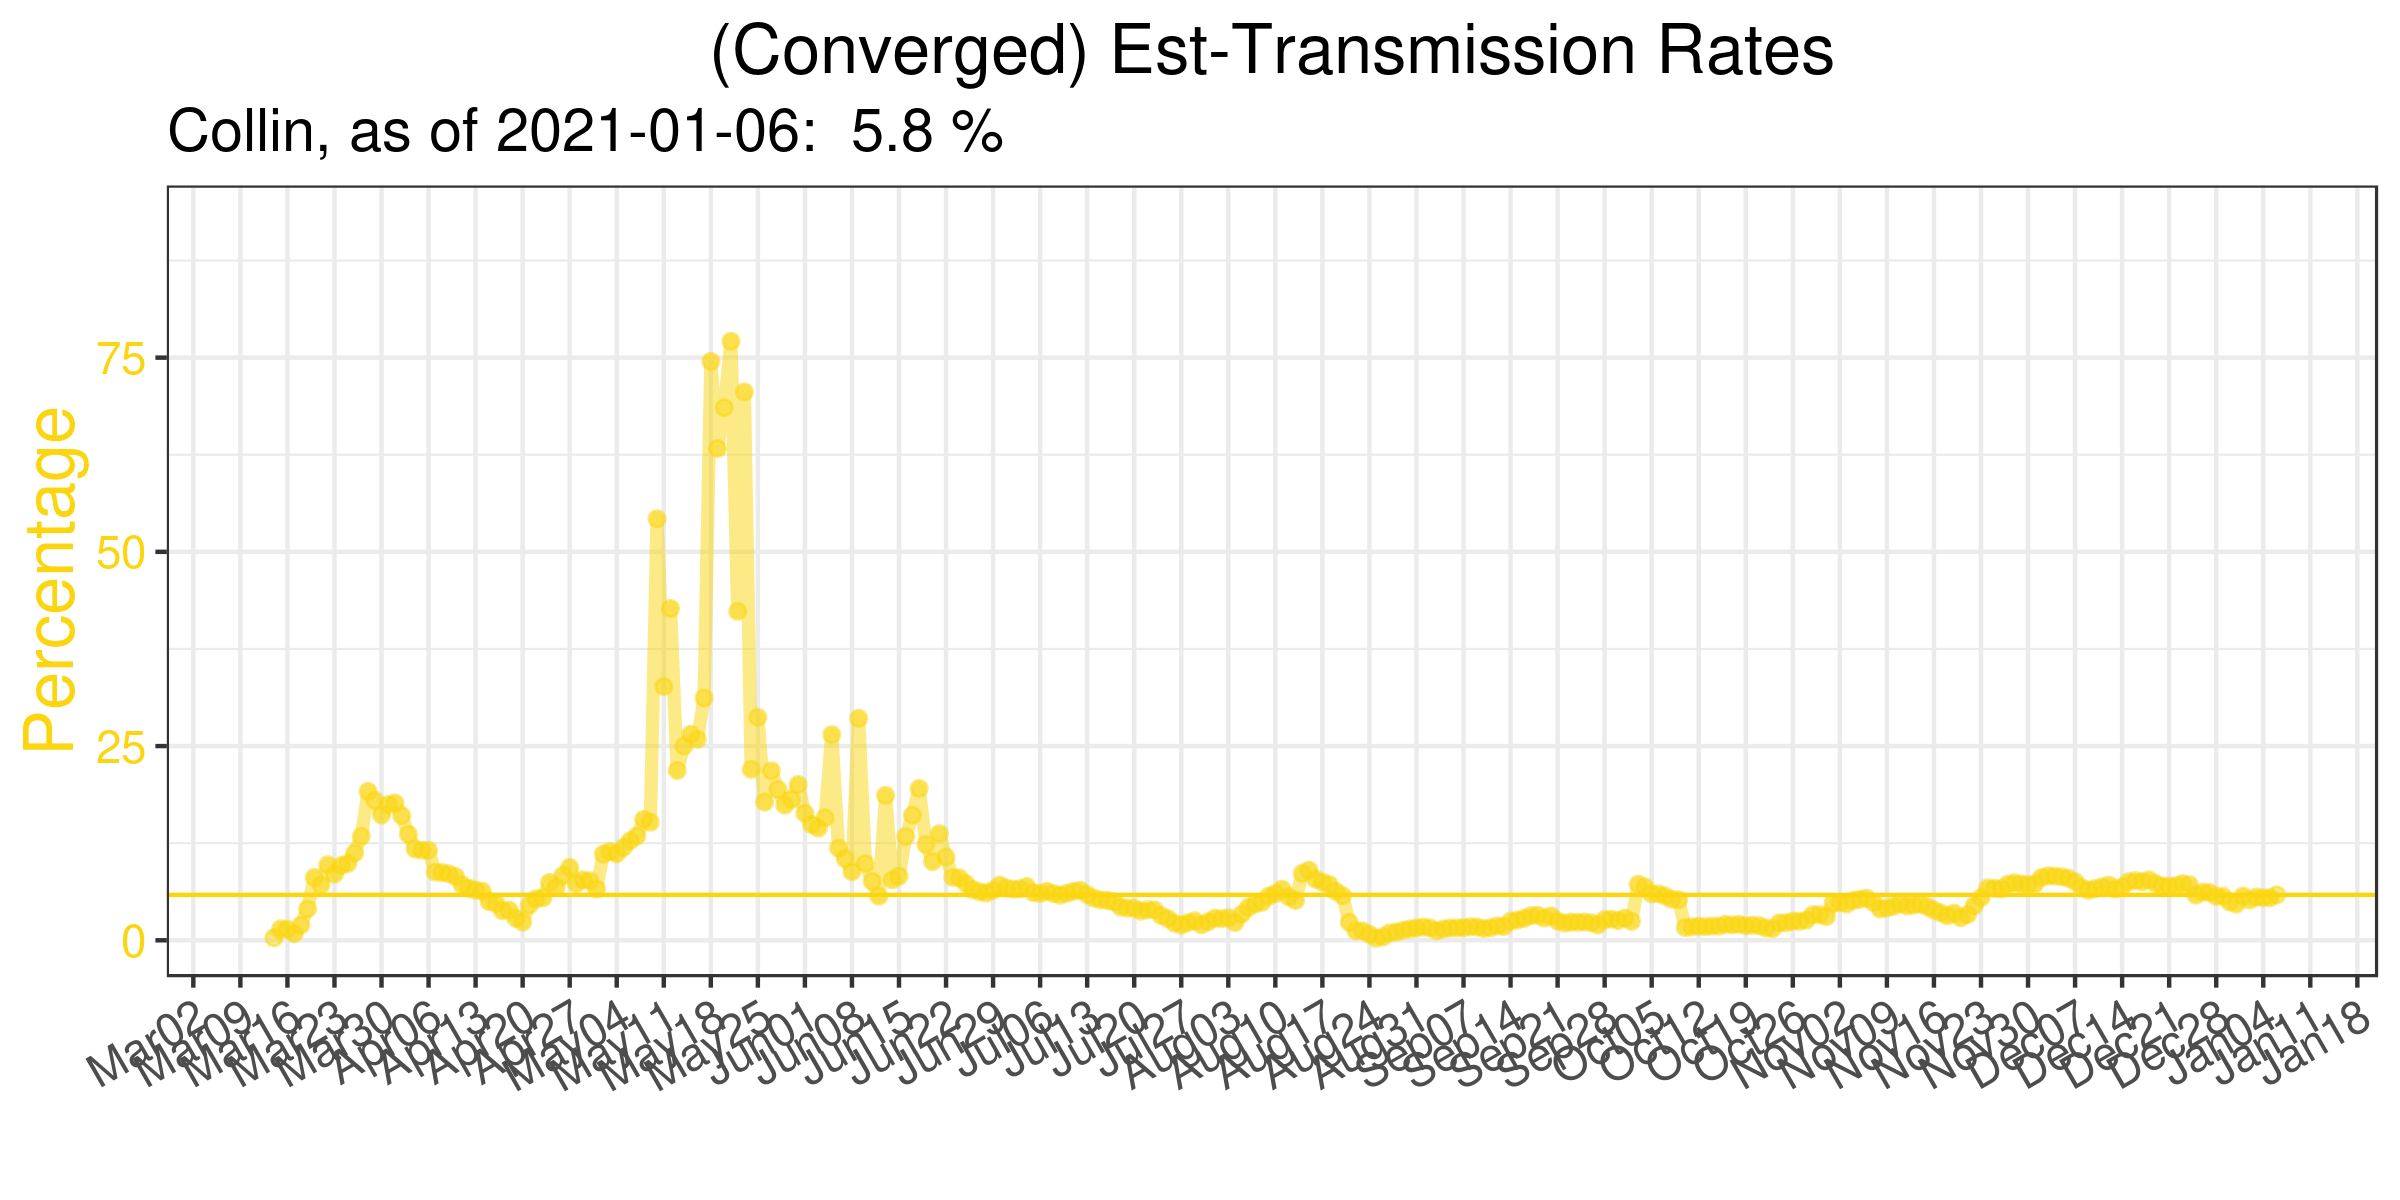 (Converged) Est-Transmission Rates
Collin, as of 2021-01-06:  5.8 %
Percentage
75
50
25
0
Mar02
Mar09
Mar16
Mar23
Mar30
Apr06
Apr13
Apr20
Apr27
May04
May11
May18
May25
Jun01
Jun08
Jun15
Jun22
Jun29
Jul06
Jul13
Jul20
Jul27
Aug03
Aug10
Aug17
Aug24
Aug31
Sep07
Sep14
Sep21
Sep28
Oct05
Oct12
Oct19
Oct26
Nov02
Nov09
Nov16
Nov23
Nov30
Dec07
Dec14
Dec21
Dec28
Jan04
Jan11
Jan18